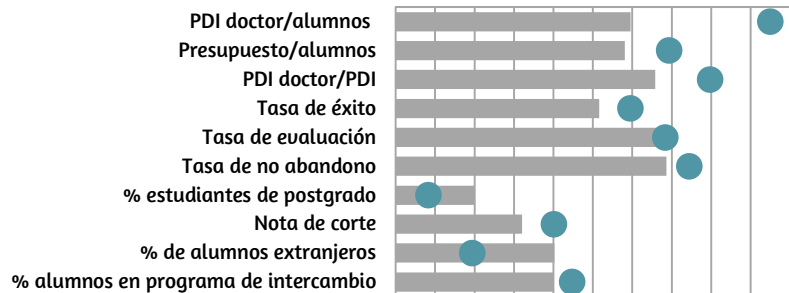 PDI doctor/alumnos
Presupuesto/alumnos
PDI doctor/PDI
Tasa de éxito
Tasa de evaluación
Tasa de no abandono
% estudiantes de postgrado
Nota de corte
% de alumnos extranjeros
% alumnos en programa de intercambio